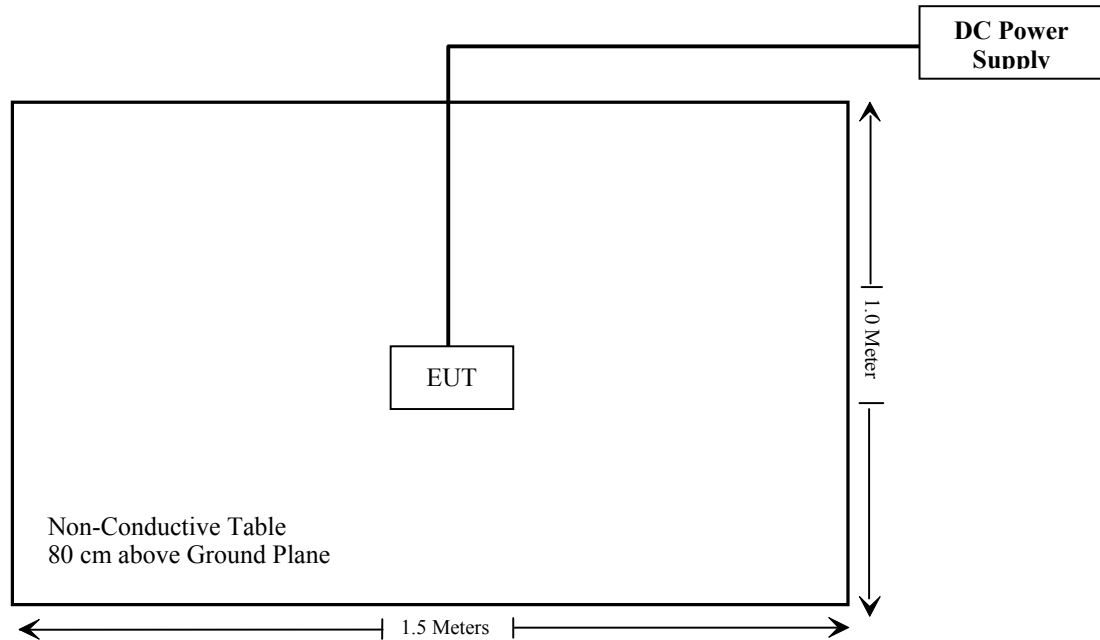 DC Power
Supply
EUT
1.0 Meter
Non-Conductive Table
80 cm above Ground Plane
1.5 Meters